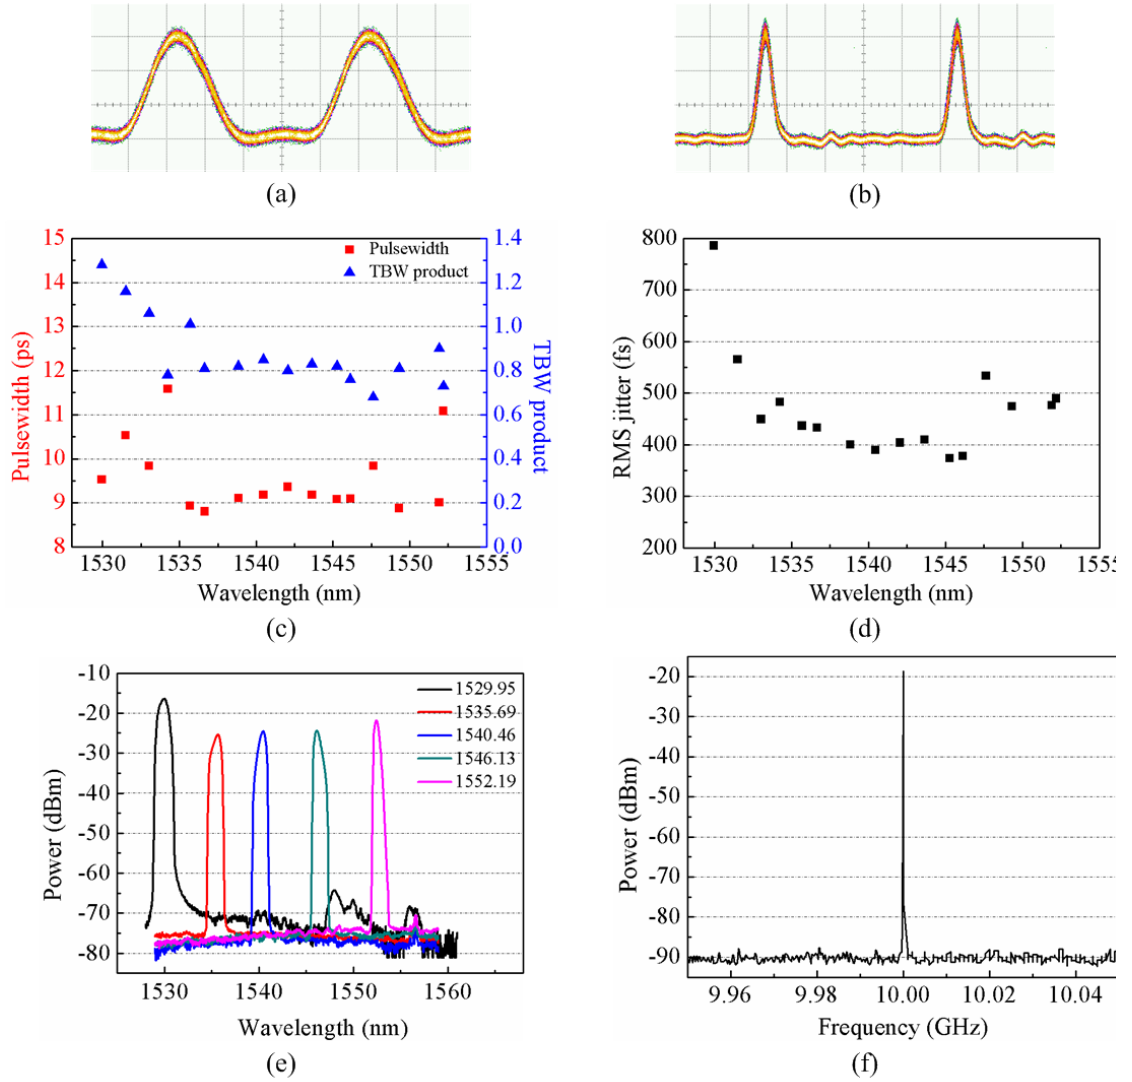 (a)
(b)
15
14
13
12
11
10
9
8
Pulsewidth (ps)
1.4
1.2
1.0
0.8
0.6
0.4
0.2
0.0
TBW product
Pulsewidth
TBW product
1530 1535 1540 1545 1550 1555
Wavelength (nm)
(c)
800
700
600
500
400
300
200
RMS jitter (fs)
1530 1535 1540 1545 1550 155
Wavelength (nm)
(d)
-10
-20
-30
-40
-50
-60
-70
-80
Power (dBm)
1529.95
1535.69
1540.46
1546.13
1552.19
1530 1540 1550 1560
Wavelength (nm)
(e)
-20
-30
-40
-50
-60
-70
-80
-90
Power (dBm)
9.96 9.98 10.00 10.02 10.04
Frequency (GHz)
(f)